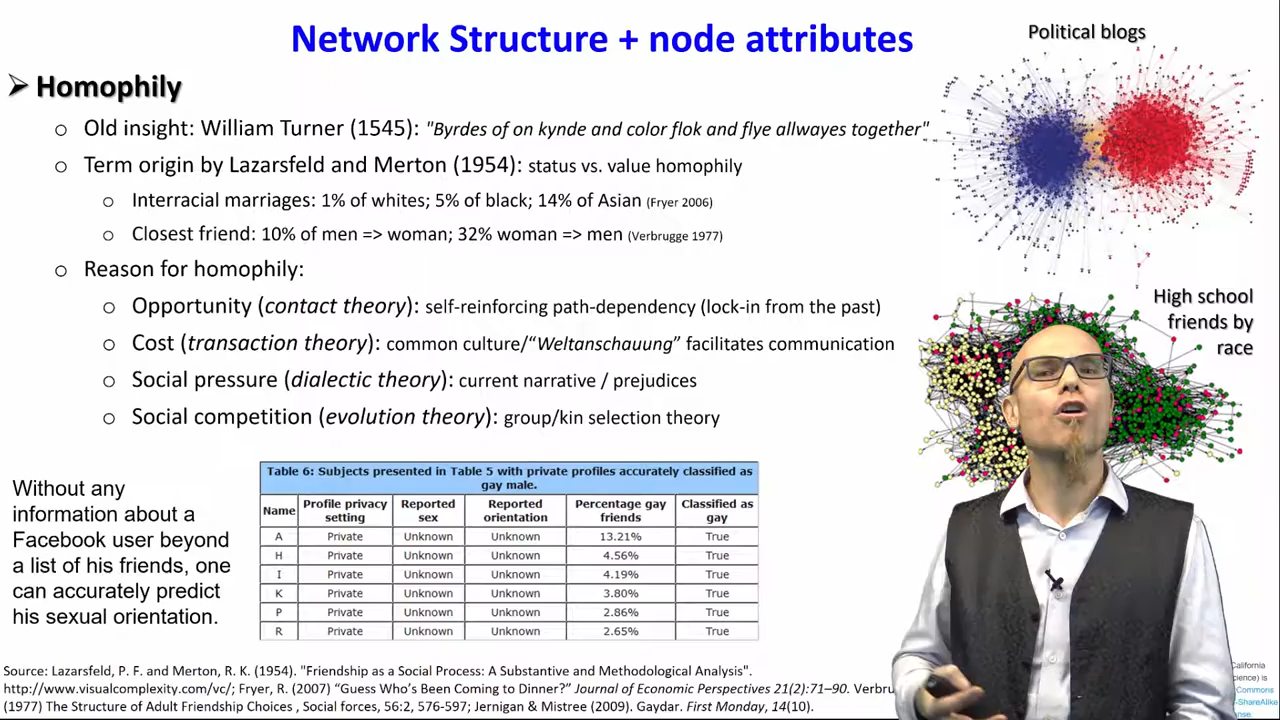 Network Structure + node attributes
Political blogs
➢ Homophily
o Old insight: William Turner (1545): "Byrdes of on kynde and color flok and flye allwayes together"
o Term origin by Lazarsfeld and Merton (1954): status vs. value homophily
o Interracial marriages: 1% of whites; 5% of black; 14% of Asian (Fryer 2006)
o Closest friend: 10% of men => woman; 32% woman => men (Verbrugge 1977)
o Reason for homophily:
o Opportunity (contact theory): self-reinforcing path-dependency (lock-in from the past)
o Cost (transaction theory): common culture/“Weltanschauung” facilitates communication
o Social pressure (dialectic theory): current narrative / prejudices
o Social competition (evolution theory): group/kin selection theory
High school
friends by
race
Without any
information about a
Facebook user beyond
a list of his friends, one
can accurately predict
his sexual orientation.
Table 6: Subjects presented in Table 5 with private profiles accurately classified as
gay male.
Name Profile privacy setting Reported sex Reported orientation Percentage gay friends Classified as gay
A Private Unknown Unknown 13.21% True
H Private Unknown Unknown 4.56% True
I Private Unknown Unknown 4.19% True
K Private Unknown Unknown 3.80% True
P Private Unknown Unknown 2.86% True
R Private Unknown Unknown 2.65% True
Source: Lazarsfeld, P. F. and Merton, R. K. (1954). "Friendship as a Social Process: A Substantive and Methodological Analysis".
http://www.visualcomplexity.com/vc/; Fryer, R. (2007) “Guess Who’s Been Coming to Dinner?” Journal of Economic Perspectives 21(2):71–90. Verbru
(1977) The Structure of Adult Friendship Choices , Social forces, 56:2, 576-597; Jernigan & Mistree (2009). Gaydar. First Monday, 14(10).
California
cience) is
Commons
-ShareAlike
ense.